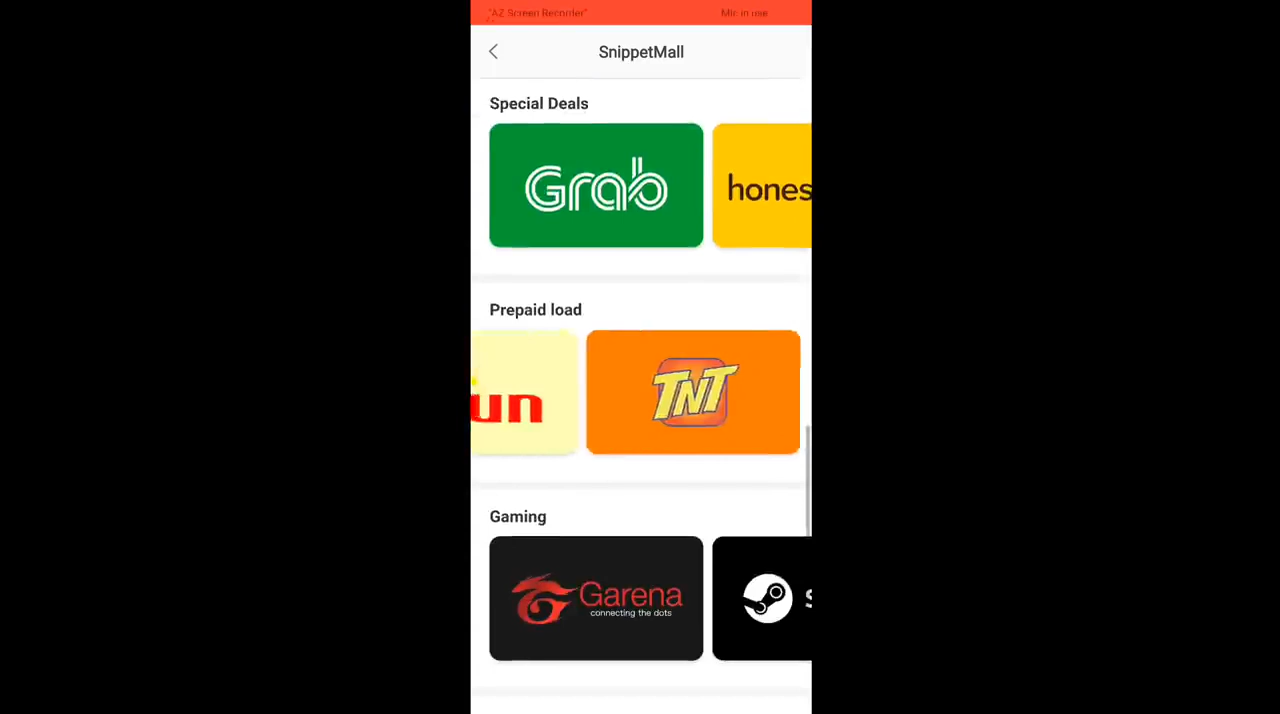 "AZ Screen Recorder"
Mic in use
SnippetMall
Special Deals
Grab
hones
Prepaid load
un
TNT
Gaming
Garena
connecting the dots
S